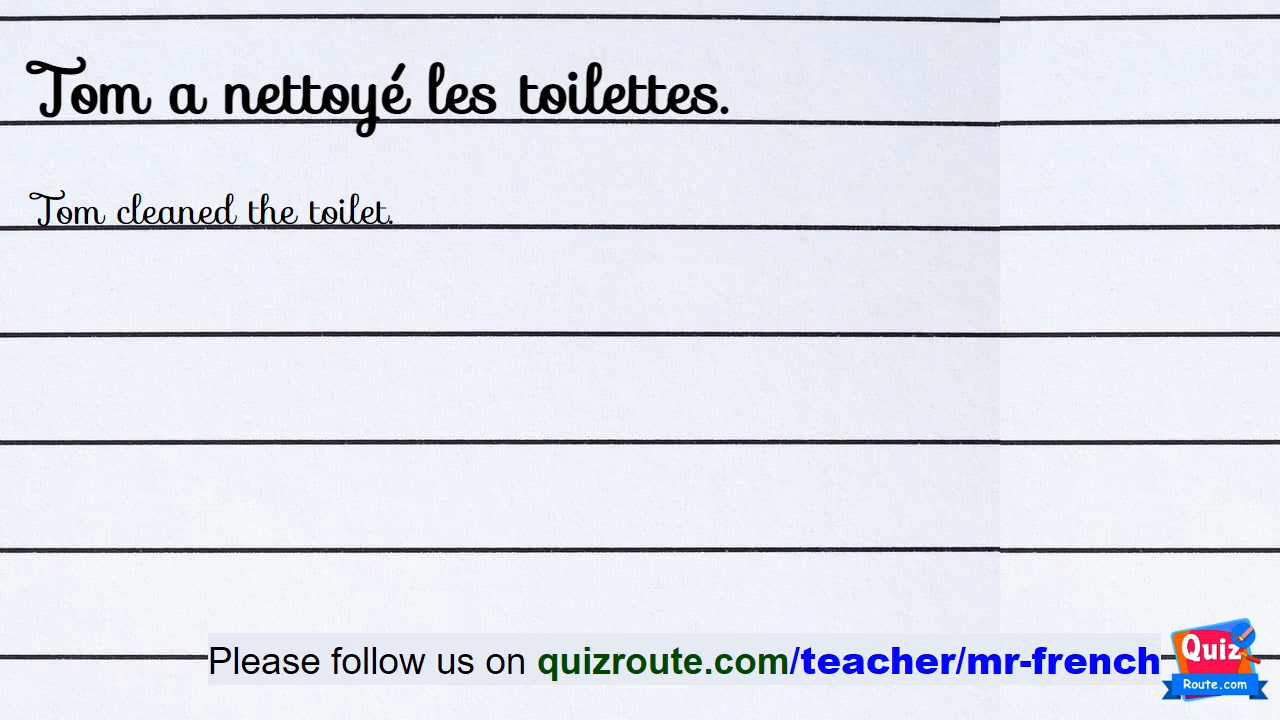 Tom a nettoyé les toilettes.
Tom cleaned the toilet.
Please follow us on quizroute.com/teacher/mr-french
Quiz
Route.com